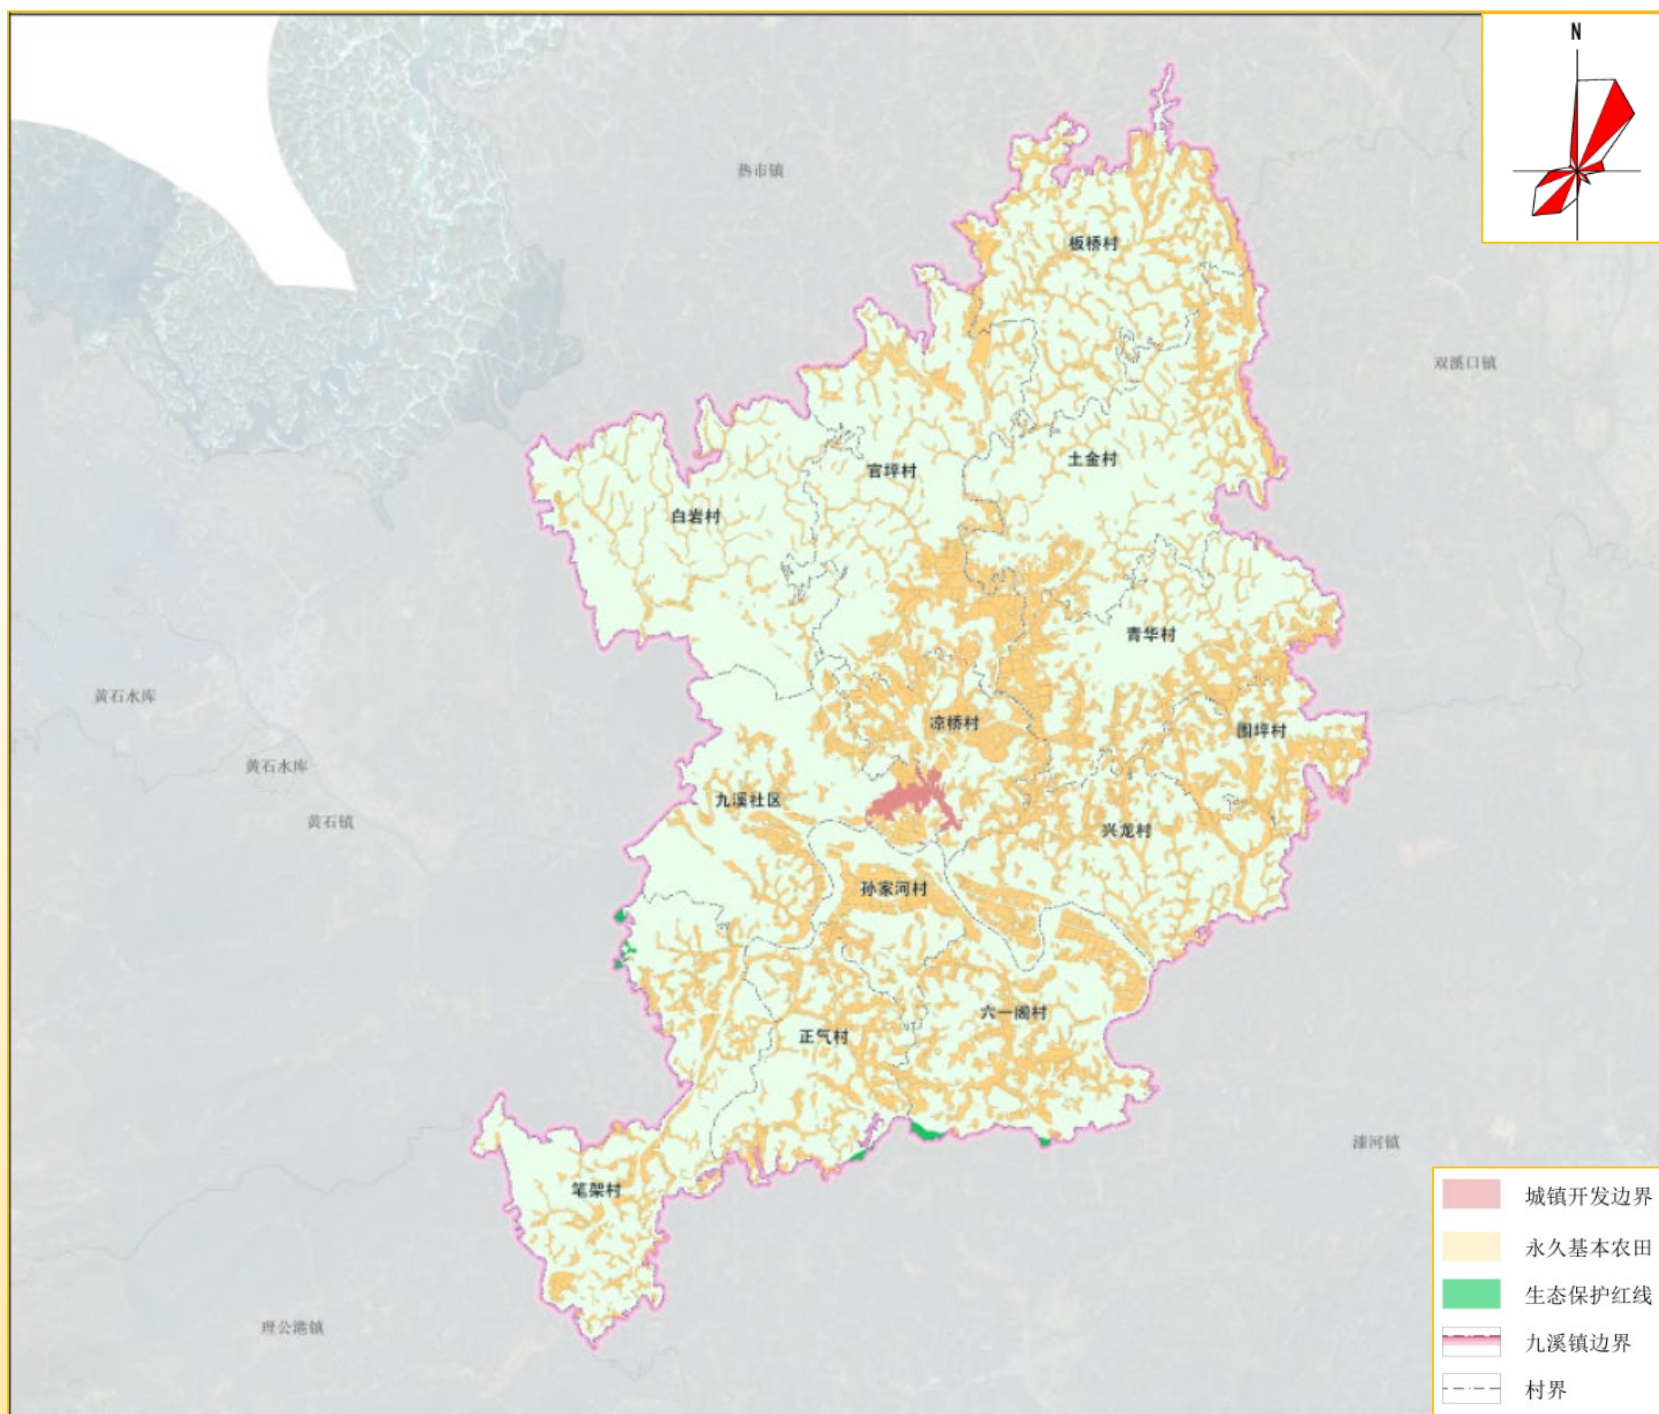 N
热市镇
板桥村
双溪口镇
官坪村
土金村
白岩村
青华村
黄石水库
凉桥村
围坪村
黄石水库
九溪社区
黄石镇
兴龙村
孙家河村
六一阁村
正气村
漆河镇
笔架村
理公港镇
城镇开发边界
永久基本农田
生态保护红线
九溪镇边界
村界